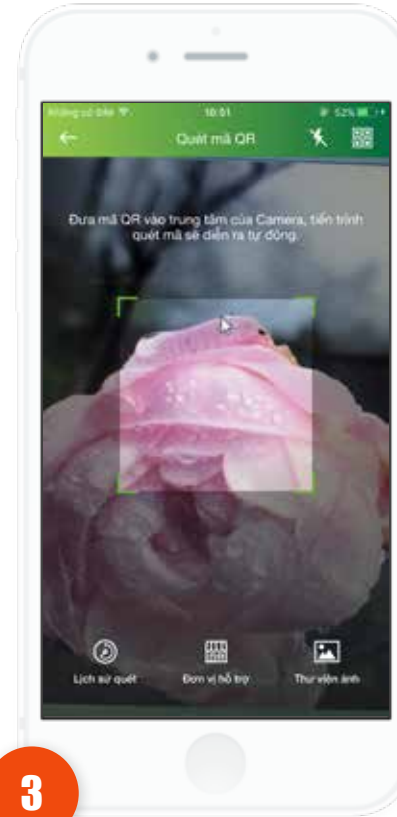 Không có SIM 10:51 52%
Quét mã QR
Đưa mã QR vào trung tâm của Camera, tiến trình
quét mã sẽ diễn ra tự động.
Lịch sử quét Đơn vị hỗ trợ Thư viện ảnh
3